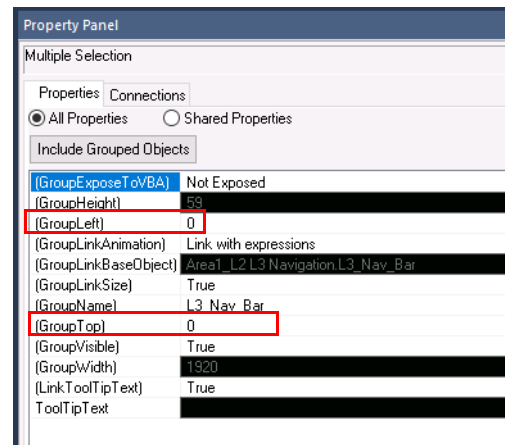 Property Panel
Multiple Selection
Properties Connections
All Properties Shared Properties
Include Grouped Objects
(GroupExposeToVBA) Not Exposed
(GroupHeight) 59
(GroupLeft) 0
(GroupLinkAnimation) Link with expressions
(GroupLinkBaseObject) Area1_L2 L3 Navigation.L3_Nav_Bar
(GroupLinkSize) True
(GroupName) L3_Nav_Bar
(GroupTop) 0
(GroupVisible) True
(GroupWidth) 1920
(LinkToolTipText) True
ToolTipText